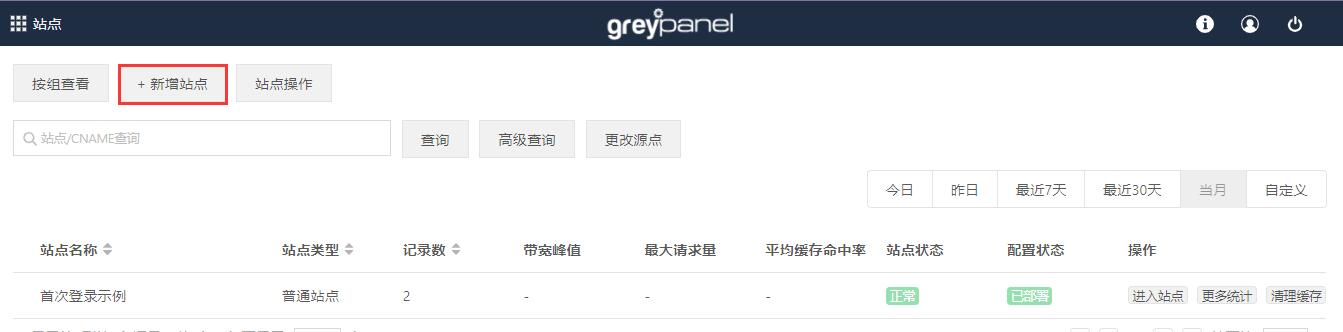 站点
greypanel
按组查看 + 新增站点 站点操作
站点/CNAME查询 查询 高级查询 更改源点
今日 昨日 最近7天 最近30天 当月 自定义
站点名称 站点类型 记录数 带宽峰值 最大请求量 平均缓存命中率 站点状态 配置状态 操作
首次登录示例 普通站点 2 - - - 正常 已部署 进入站点 更多统计 清理缓存